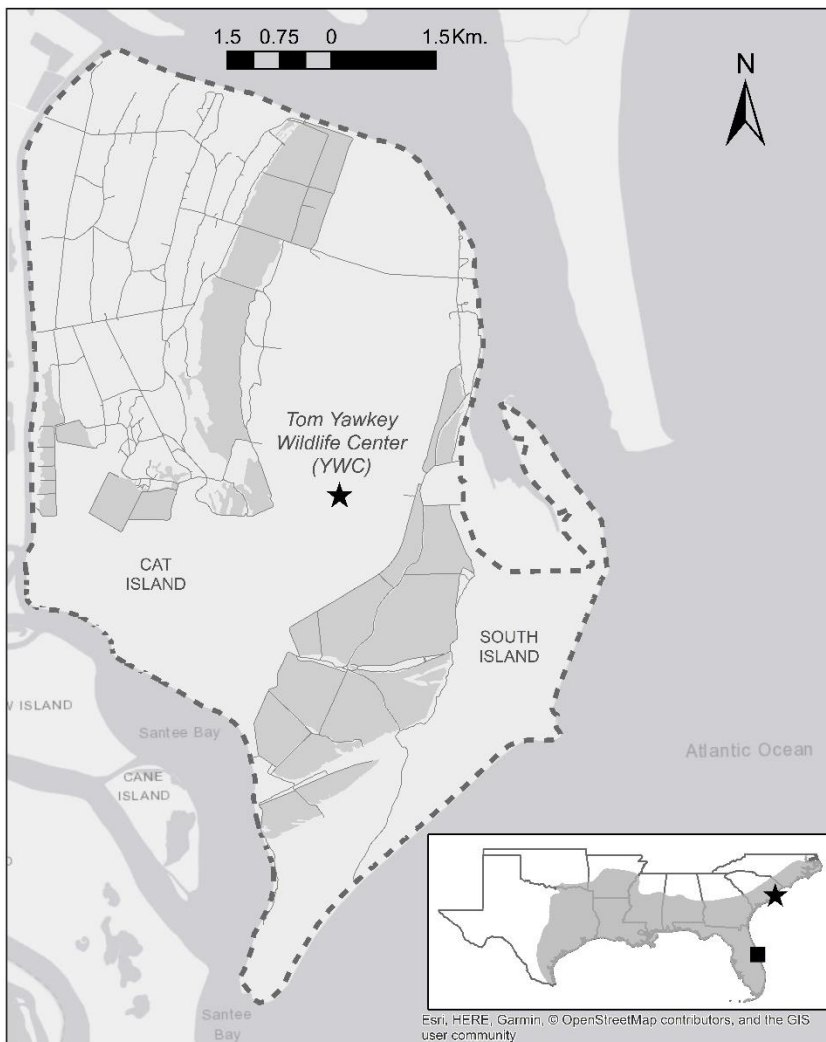 1.5 0.75 0 1.5Km.
N
Tom Yawkey
Wildlife Center
(YWC)
CAT
ISLAND
SOUTH
ISLAND
W ISLAND
Santee Bay
Atlantic Ocean
CANE
ISLAND
Santee
Bay
Esri, HERE, Garmin, © OpenStreetMap contributors, and the GIS
user community